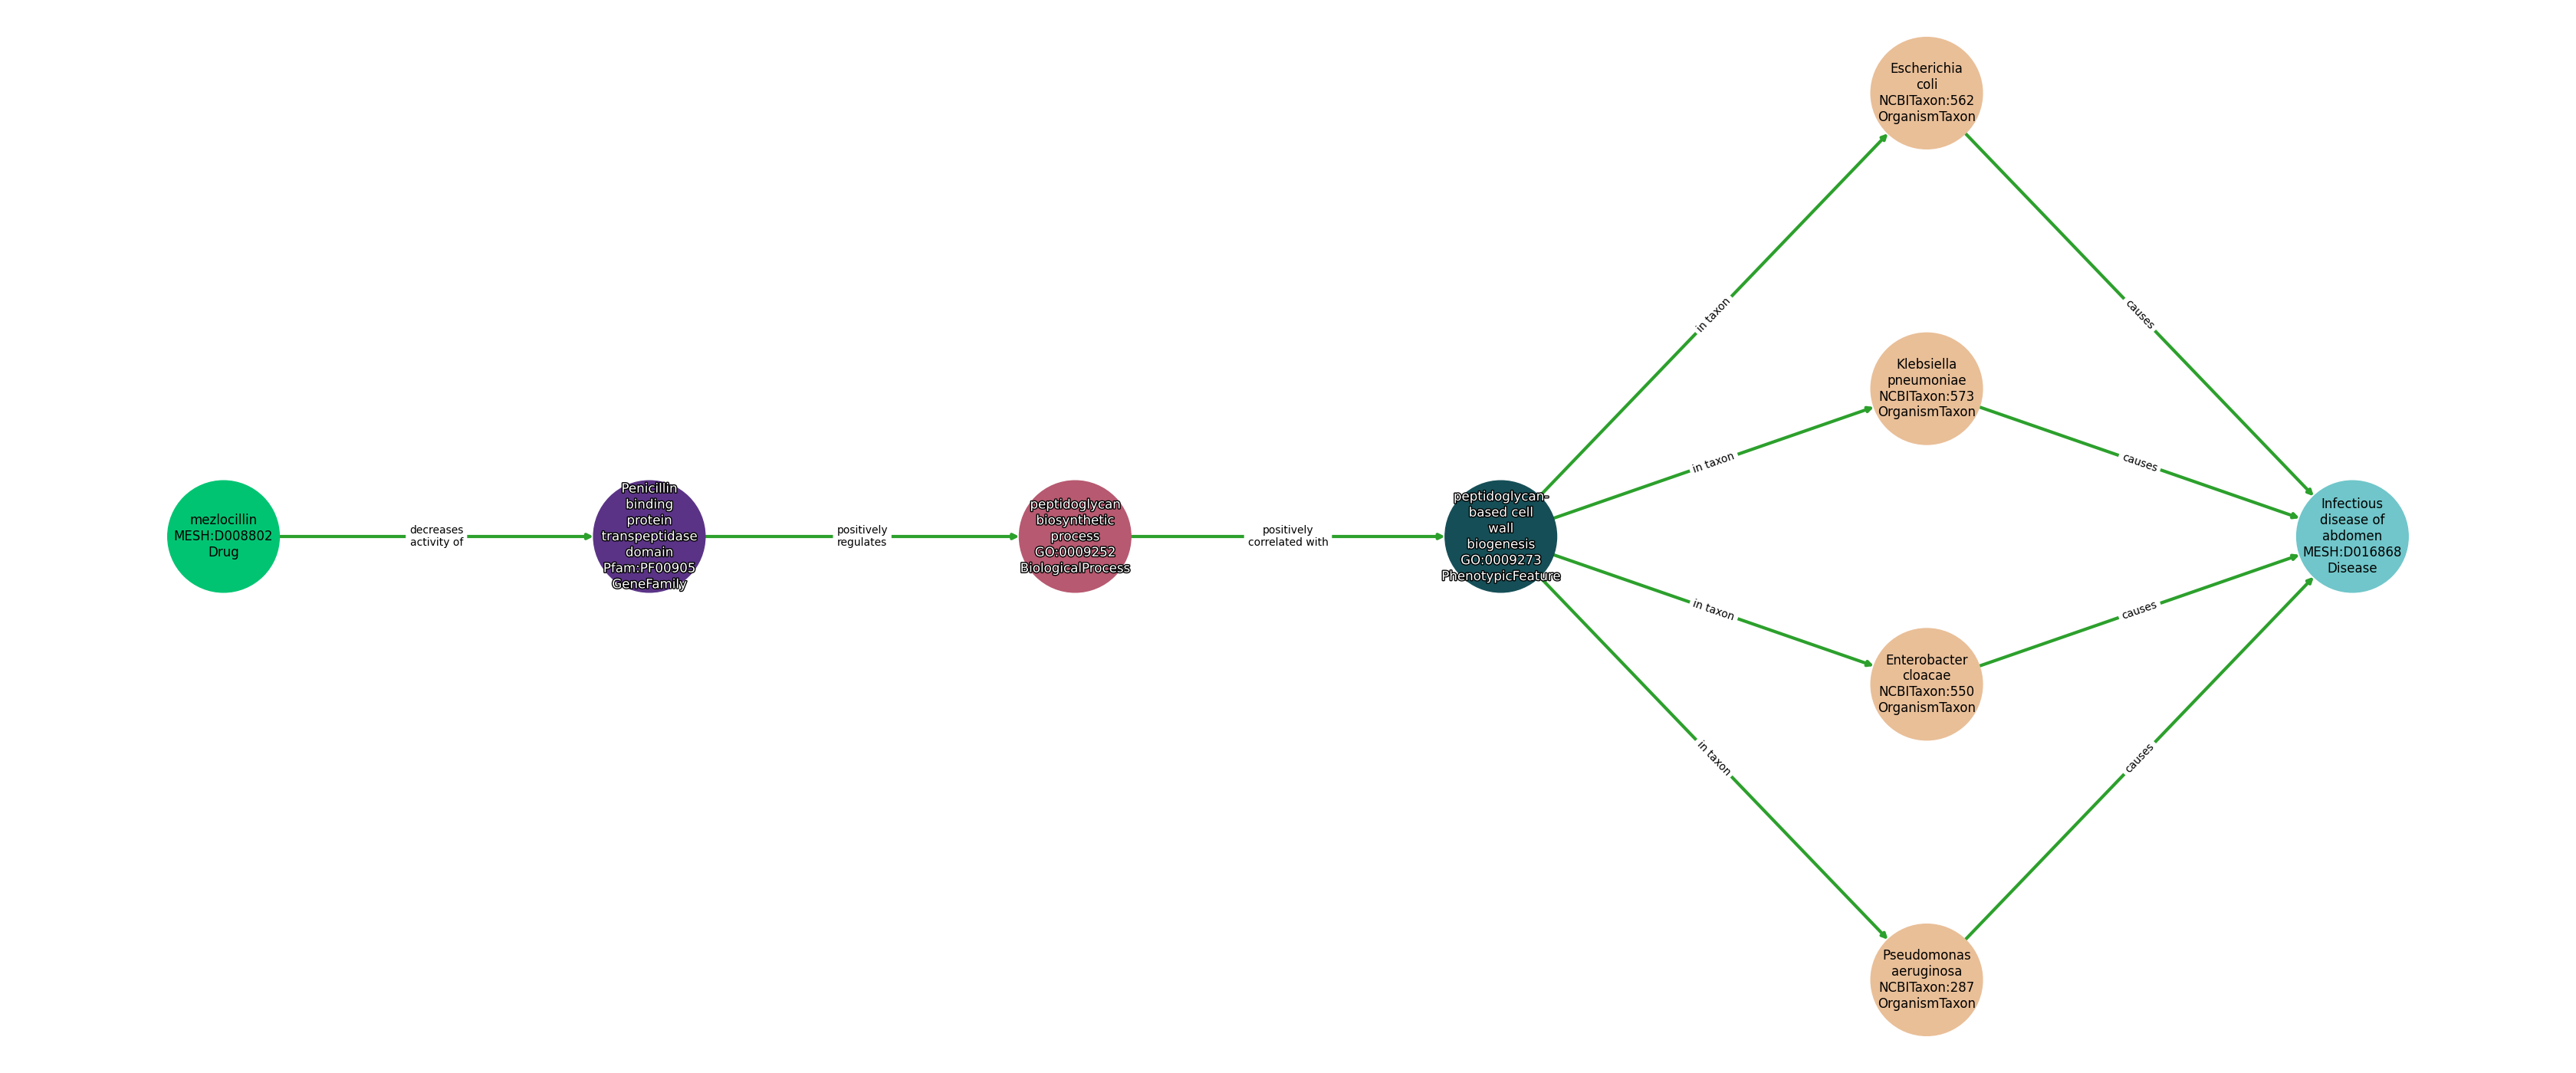 mezlocillin
MESH:D008802
Drug
decreases
activity of
Penicillin
binding
protein
transpeptidase
domain
Pfam:PF00905
GeneFamily
positively
regulates
peptidoglycan
biosynthetic
process
GO:0009252
BiologicalProcess
positively
correlated with
peptidoglycan-
based cell
wall
biogenesis
GO:0009273
PhenotypicFeature
in taxon
in taxon
in taxon
in taxon
Escherichia
coli
NCBITaxon:562
OrganismTaxon
Klebsiella
pneumoniae
NCBITaxon:573
OrganismTaxon
Enterobacter
cloacae
NCBITaxon:550
OrganismTaxon
Pseudomonas
aeruginosa
NCBITaxon:287
OrganismTaxon
causes
causes
causes
causes
Infectious
disease of
abdomen
MESH:D016868
Disease